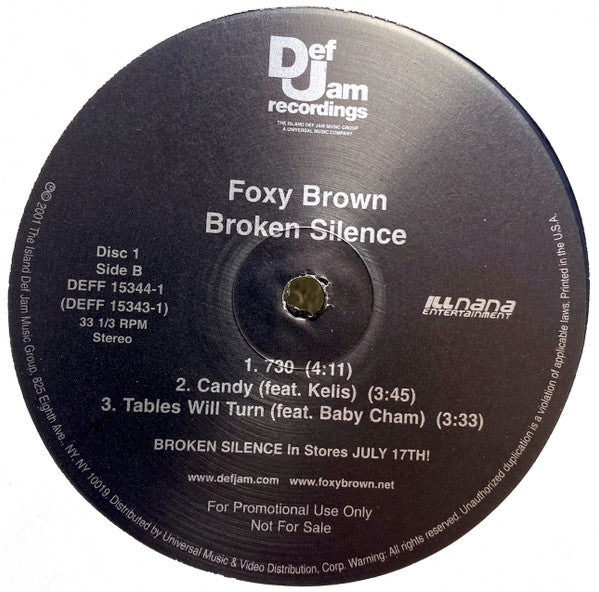 Def
Jam
recordings
THE ISLAND DEF JAM MUSIC GROUP
A UNIVERSAL MUSIC COMPANY
Foxy Brown
Broken Silence
Disc 1
Side B
DEFF 15344-1
(DEFF 15343-1)
33 1/3 RPM
Stereo
ILLNANA
ENTERTAINMENT
1. 730 (4:11)
2. Candy (feat. Kelis) (3:45)
3. Tables Will Turn (feat. Baby Cham) (3:33)
BROKEN SILENCE In Stores JULY 17TH!
www.defjam.com www.foxybrown.net
For Promotional Use Only
Not For Sale
℗© 2001 The Island Def Jam Music Group, 825 Eighth Ave., NY, NY 10019. Distributed by Universal Music & Video Distribution, Corp. Warning: All rights reserved. Unauthorized duplication is a violation of applicable laws. Printed in the U.S.A.